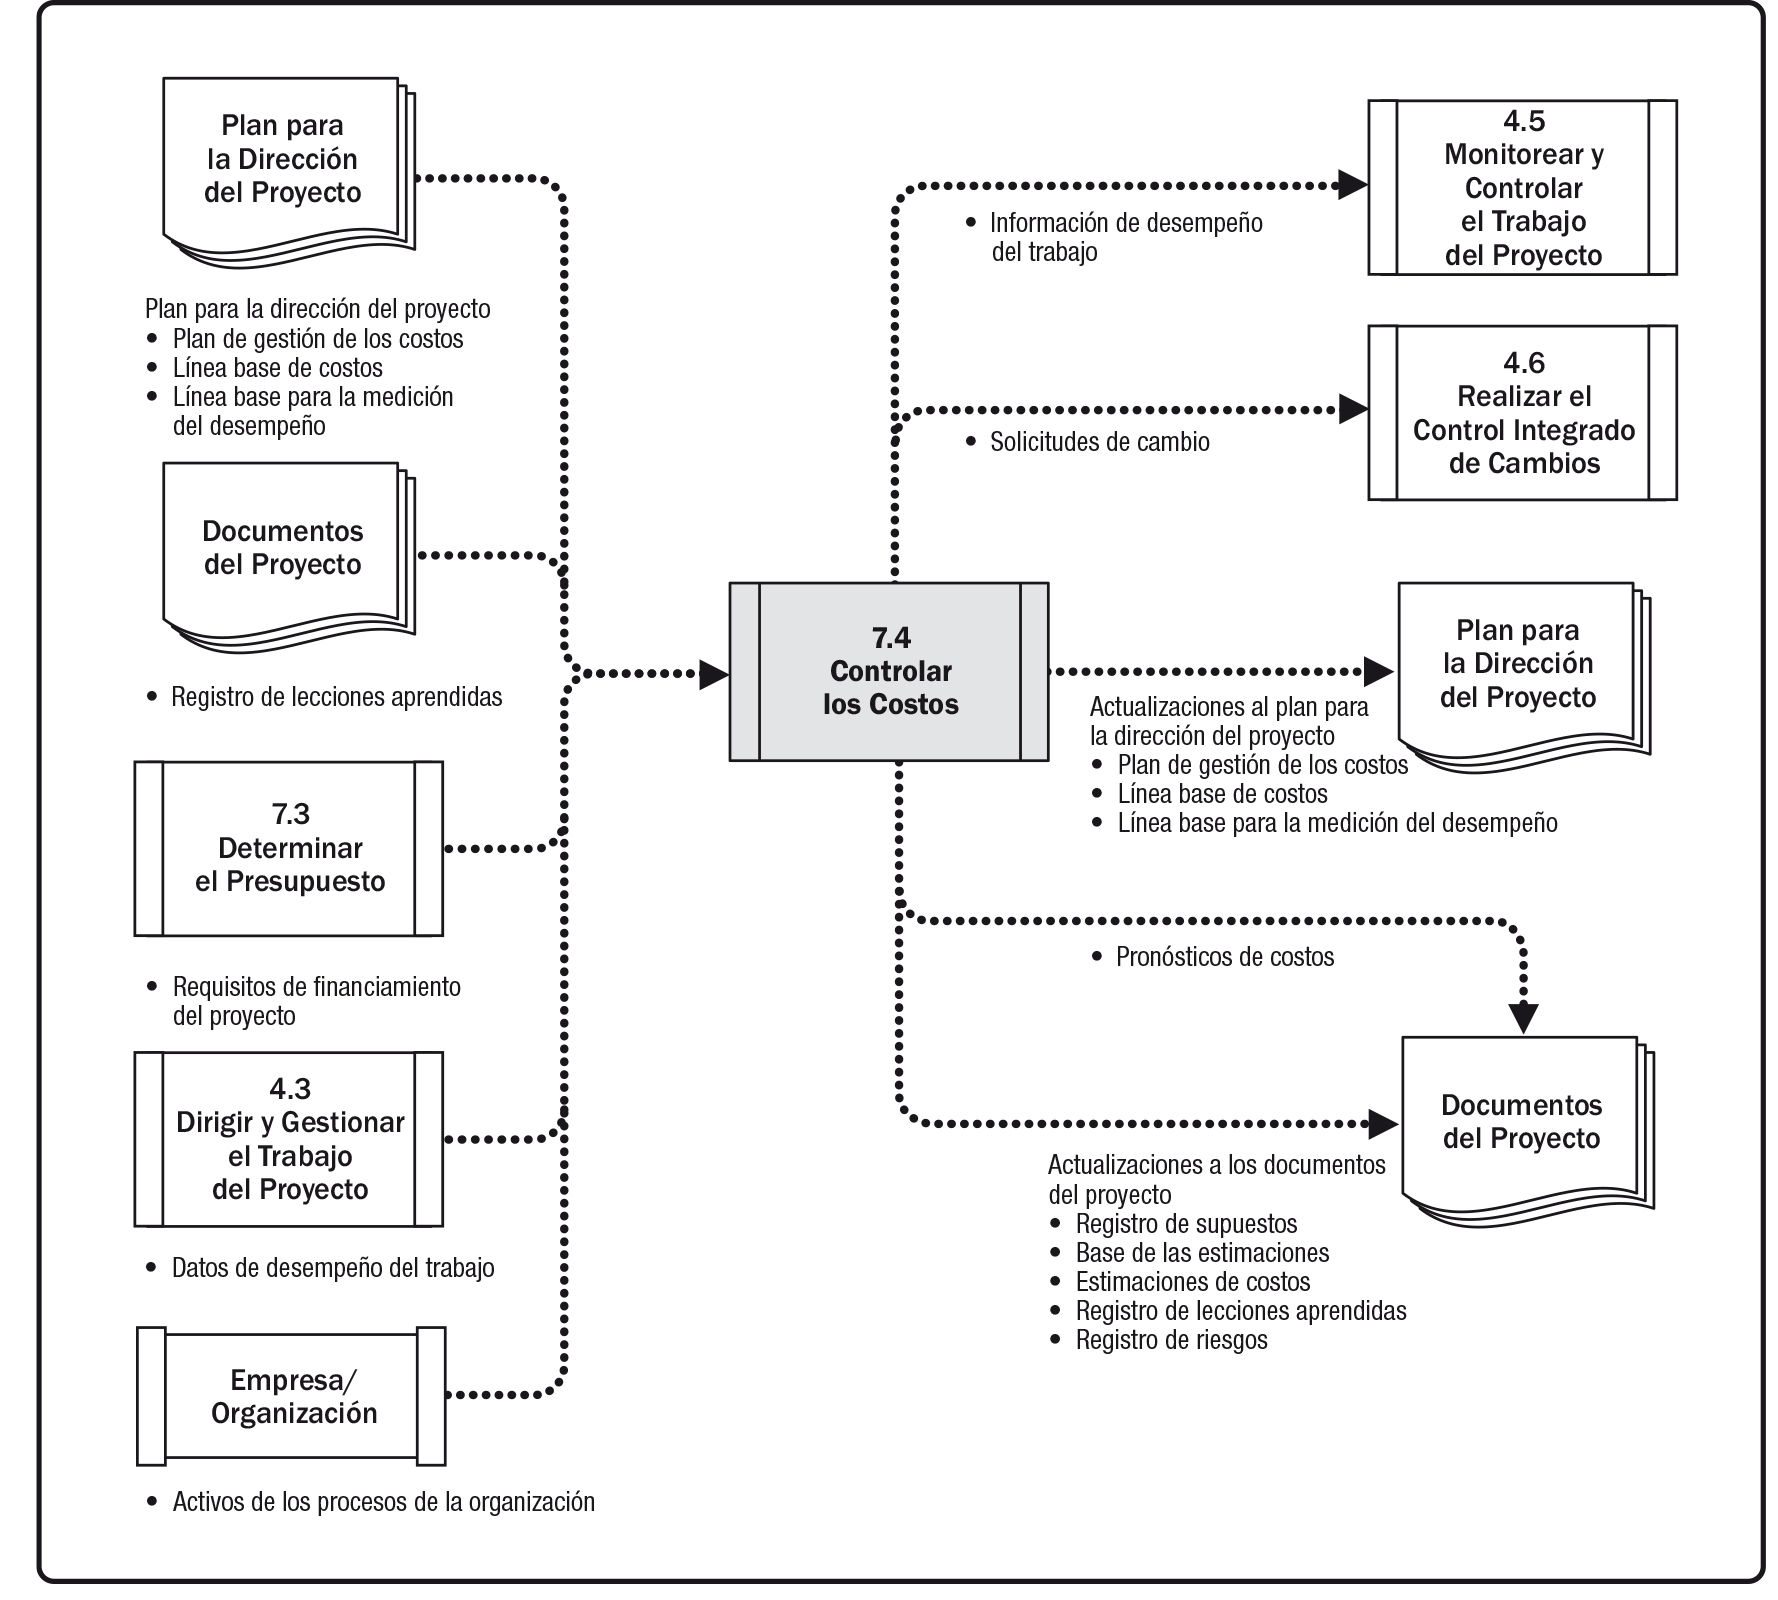 Plan para
la Dirección
del Proyecto
Plan para la dirección del proyecto
• Plan de gestión de los costos
• Línea base de costos
• Línea base para la medición
del desempeño
Documentos
del Proyecto
• Registro de lecciones aprendidas
7.3
Determinar
el Presupuesto
• Requisitos de financiamiento
del proyecto
4.3
Dirigir y Gestionar
el Trabajo
del Proyecto
• Datos de desempeño del trabajo
Empresa/
Organización
• Activos de los procesos de la organización
7.4
Controlar
los Costos
• Información de desempeño
del trabajo
4.5
Monitorear y
Controlar
el Trabajo
del Proyecto
• Solicitudes de cambio
4.6
Realizar el
Control Integrado
de Cambios
Plan para
la Dirección
del Proyecto
Actualizaciones al plan para
la dirección del proyecto
• Plan de gestión de los costos
• Línea base de costos
• Línea base para la medición del desempeño
• Pronósticos de costos
Documentos
del Proyecto
Actualizaciones a los documentos
del proyecto
• Registro de supuestos
• Base de las estimaciones
• Estimaciones de costos
• Registro de lecciones aprendidas
• Registro de riesgos